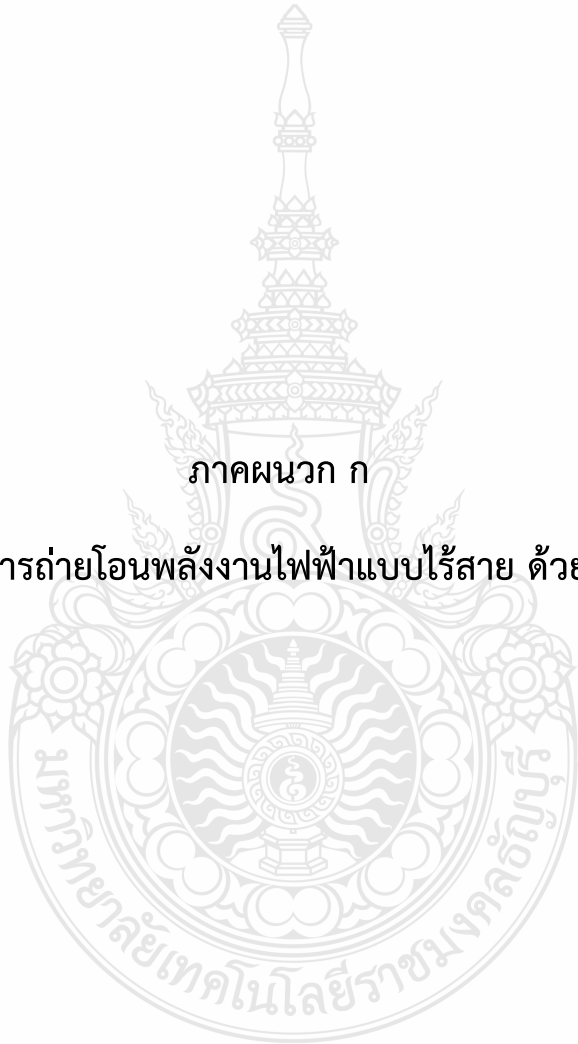 ภาคผนวก ก
ารถ่ายโอนพลังงานไฟฟ้าแบบไร้สาย ด้วย
มหาวิทยาลัยเทคโนโลยีราชมงคลธัญบุรี